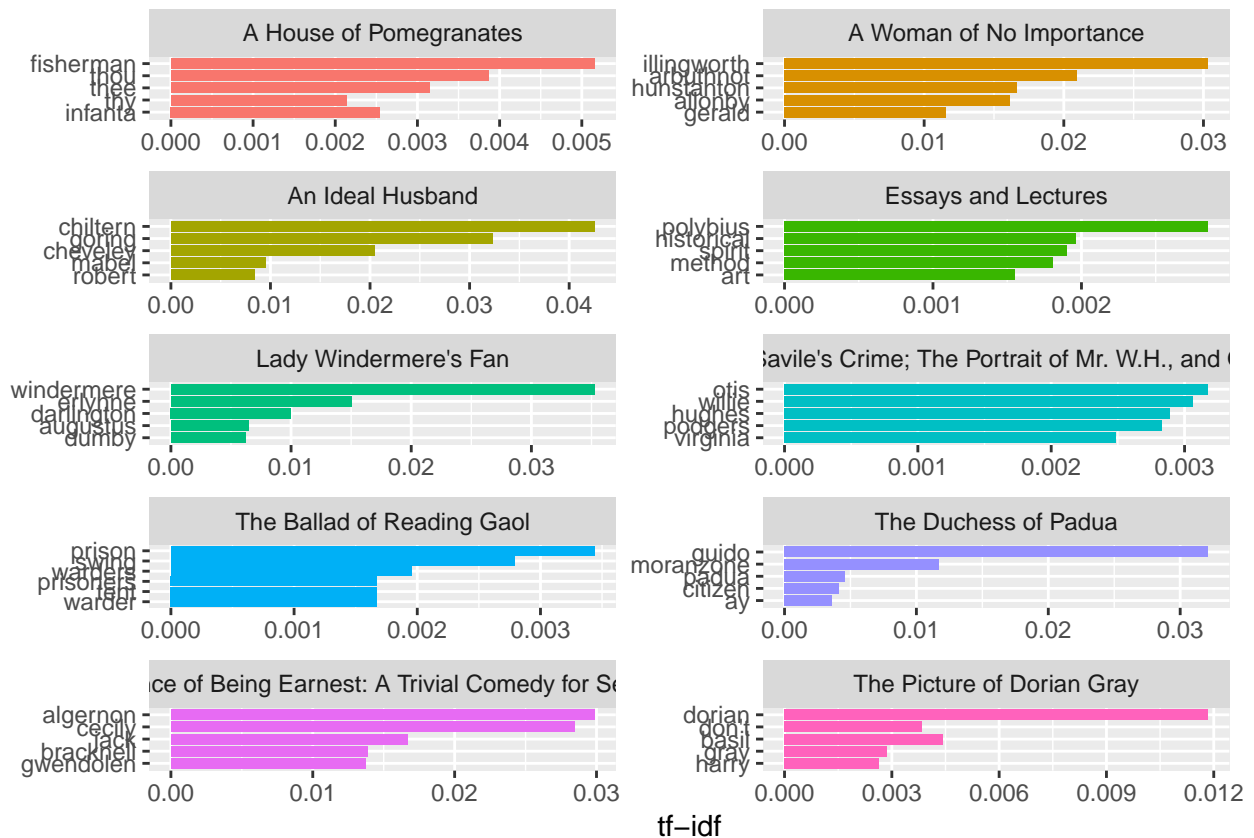 A House of Pomegranates
fisherman
thou
thee
thy
infanta
0.000 0.001 0.002 0.003 0.004 0.005
A Woman of No Importance
illingworth
arbuthnot
hunstanton
allonby
gerald
0.00 0.01 0.02 0.03
An Ideal Husband
chiltern
goring
cheveley
mabel
robert
0.00 0.01 0.02 0.03 0.04
Essays and Lectures
polybius
historical
spirit
method
art
0.000 0.001 0.002
Lady Windermere's Fan
windermere
erlynne
darlington
augustus
dumby
0.00 0.01 0.02 0.03
Savile's Crime; The Portrait of Mr. W.H., and
otis
willie
hughes
podgers
virginia
0.000 0.001 0.002 0.003
The Ballad of Reading Gaol
prison
swing
warders
prisoners
tent
warder
0.000 0.001 0.002 0.003
The Duchess of Padua
guido
moranzone
padua
citizen
ay
0.00 0.01 0.02 0.03
nce of Being Earnest: A Trivial Comedy for Se
algernon
cecily
jack
bracknell
gwendolen
0.00 0.01 0.02 0.03
The Picture of Dorian Gray
dorian
don't
basil
gray
harry
0.000 0.003 0.006 0.009 0.012
tf−idf